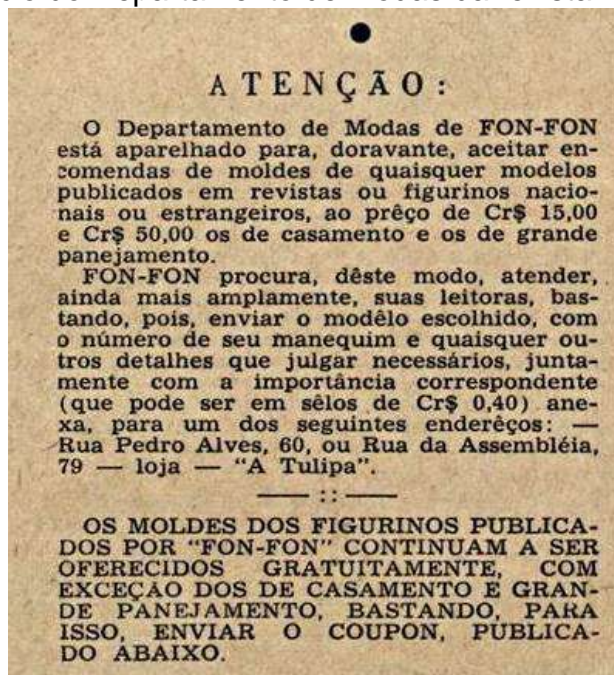 ATENÇÃO:
O Departamento de Modas de FON-FON
está aparelhado para, doravante, aceitar en-
comendas de moldes de quaisquer modelos
publicados em revistas ou figurinos nacio-
nais ou estrangeiros, ao prêço de Cr$ 15,00
e Cr$ 50,00 os de casamento e os de grande
panejamento.
FON-FON procura, dêste modo, atender,
ainda mais amplamente, suas leitoras, bas-
tando, pois, enviar o modêlo escolhido, com
o número de seu manequim e quaisquer ou-
tros detalhes que julgar necessários, junta-
mente com a importância correspondente
(que pode ser em sêlos de Cr$ 0,40) ane-
xa, para um dos seguintes enderêços: —
Rua Pedro Alves, 60, ou Rua da Assembléia,
79 — loja — "A Tulipa".
—— :: ——
OS MOLDES DOS FIGURINOS PUBLICA-
DOS POR "FON-FON" CONTINUAM A SER
OFERECIDOS GRATUITAMENTE, COM
EXCEÇÃO DOS DE CASAMENTO E GRAN-
DE PANEJAMENTO, BASTANDO, PARA
ISSO, ENVIAR O COUPON, PUBLICA-
DO ABAIXO.